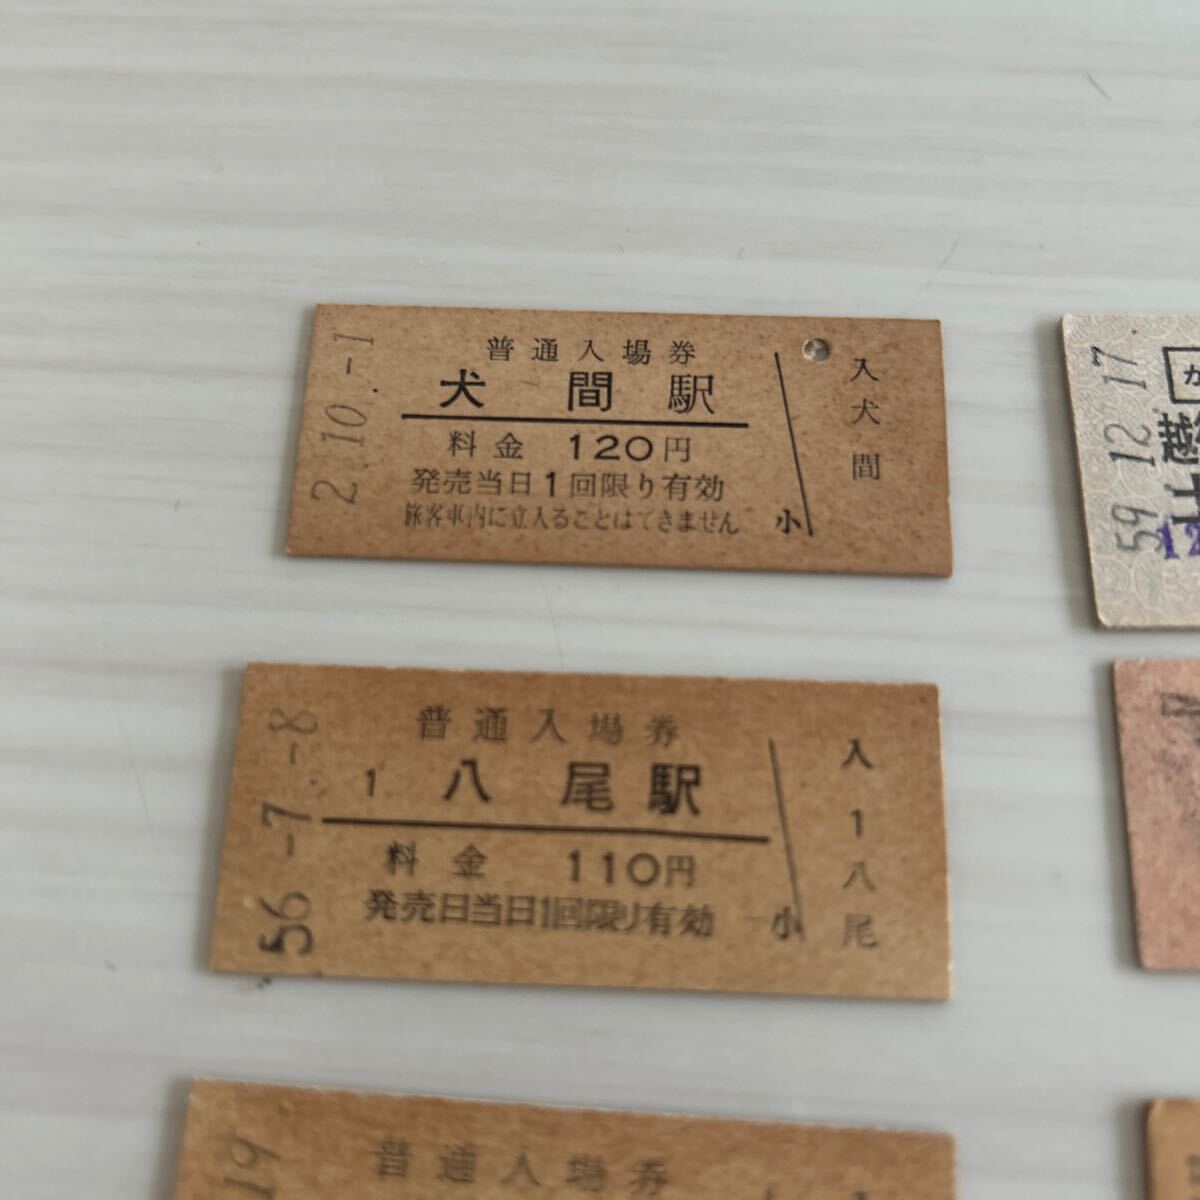 2.10.-1
普通入場券
犬間駅
料金 120円
発売当日1回限り有効
旅客車内に立入ることはできません
小
入犬間
59.12.17
か
越
12
56.-7.-8
普通入場券
1 八尾駅
料金 110円
発売日当日1回限り有効
小
入1八尾
19
普通入場券